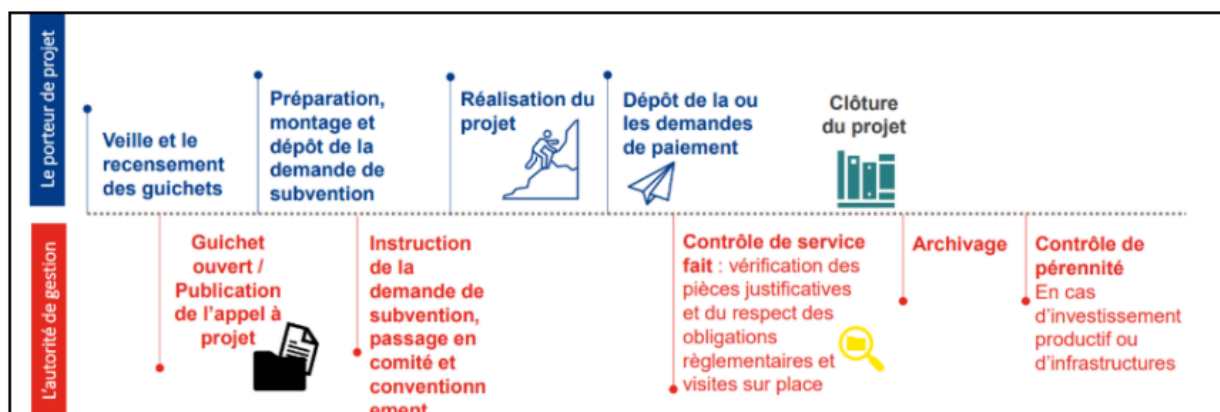 Le porteur de projet
Veille et le
recensement
des guichets
Préparation,
montage et
dépôt de la
demande de
subvention
Réalisation du
projet
Dépôt de la ou
les demandes
de paiement
Clôture
du projet
L'autorité de gestion
Guichet
ouvert /
Publication
de l'appel à
projet
Instruction
de la
demande de
subvention,
passage en
comité et
conventionn
ement
Contrôle de service
fait : vérification des
pièces justificatives
et du respect des
obligations
règlementaires et
visites sur place
Archivage
Contrôle de
pérennité
En cas
d'investissement
productif ou
d'infrastructures